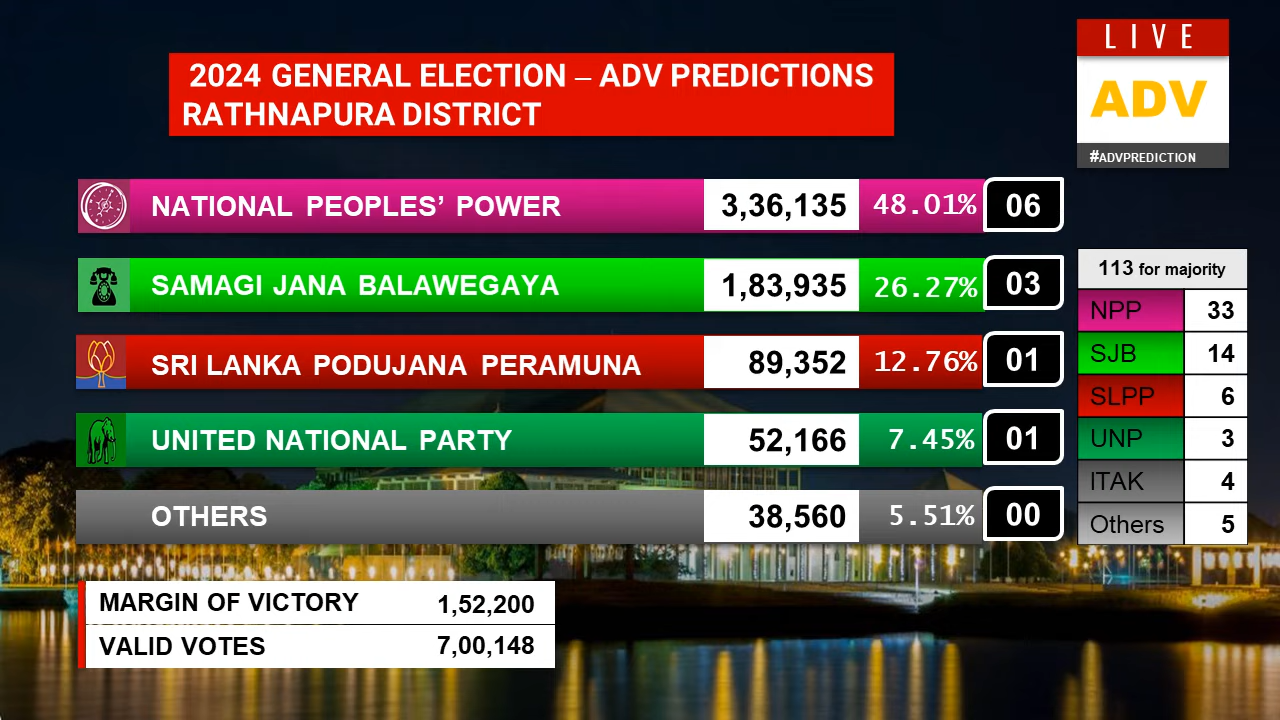 2024 GENERAL ELECTION – ADV PREDICTIONS
RATHNAPURA DISTRICT
LIVE
ADV
#ADVPREDICTION
NATIONAL PEOPLES’ POWER 3,36,135 48.01% 06
SAMAGI JANA BALAWEGAYA 1,83,935 26.27% 03
SRI LANKA PODUJANA PERAMUNA 89,352 12.76% 01
UNITED NATIONAL PARTY 52,166 7.45% 01
OTHERS 38,560 5.51% 00
113 for majority
NPP 33
SJB 14
SLPP 6
UNP 3
ITAK 4
Others 5
MARGIN OF VICTORY 1,52,200
VALID VOTES 7,00,148